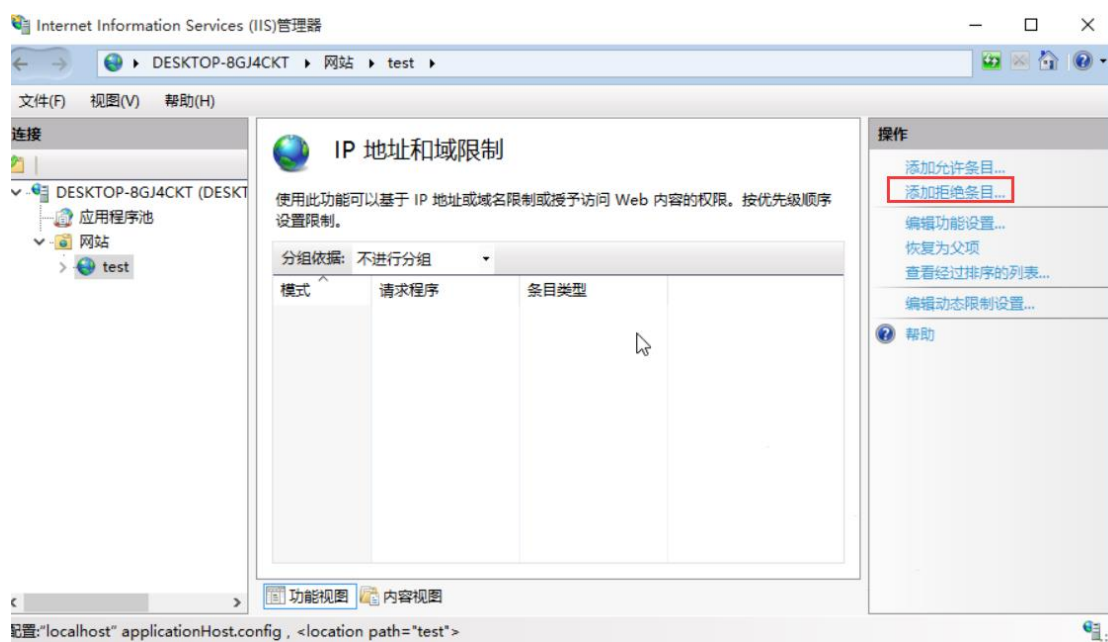 Internet Information Services (IIS)管理器
DESKTOP-8GJ4CKT 网站 test
文件(F) 视图(V) 帮助(H)
连接
DESKTOP-8GJ4CKT (DESKT
应用程序池
网站
test
IP 地址和域限制
使用此功能可以基于 IP 地址或域名限制或授予访问 Web 内容的权限。按优先级顺序
设置限制。
分组依据: 不进行分组
模式 请求程序 条目类型
功能视图 内容视图
操作
添加允许条目...
添加拒绝条目...
编辑功能设置...
恢复为父项
查看经过排序的列表...
编辑动态限制设置...
帮助
配置:"localhost" applicationHost.config , <location path="test">